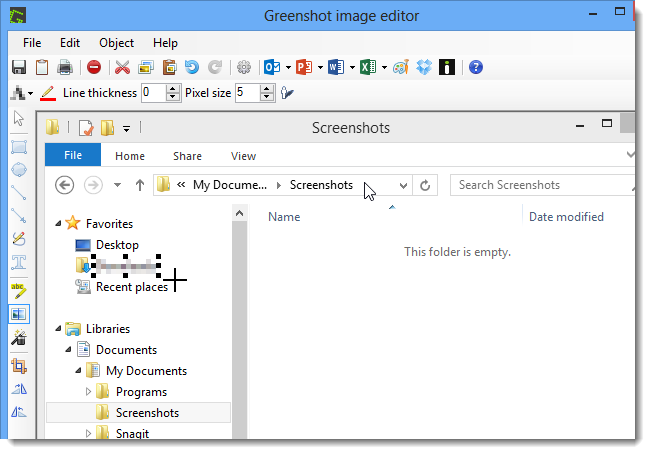 Greenshot image editor
File Edit Object Help
Line thickness 0 Pixel size 5
Screenshots
File Home Share View
« My Docume... Screenshots Search Screenshots
Name Date modified
This folder is empty.
Favorites
Desktop
Recent places
Libraries
Documents
My Documents
Programs
Screenshots
Snagit